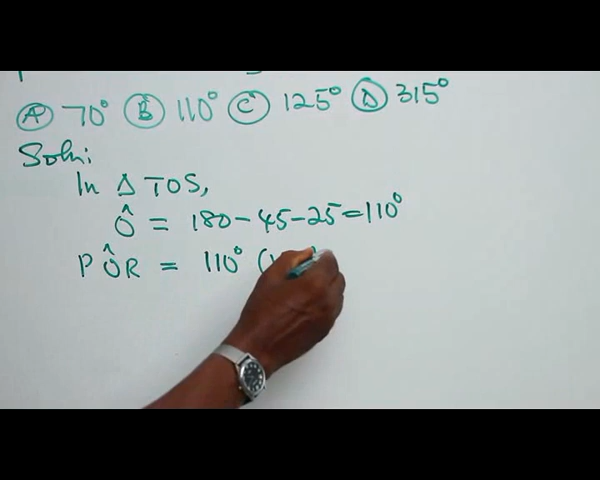 (A) 70° (B) 110° (C) 125° (D) 315°
Soln:
In Δ TOS,
Ô = 180-45-25=110°
PÔR = 110° (